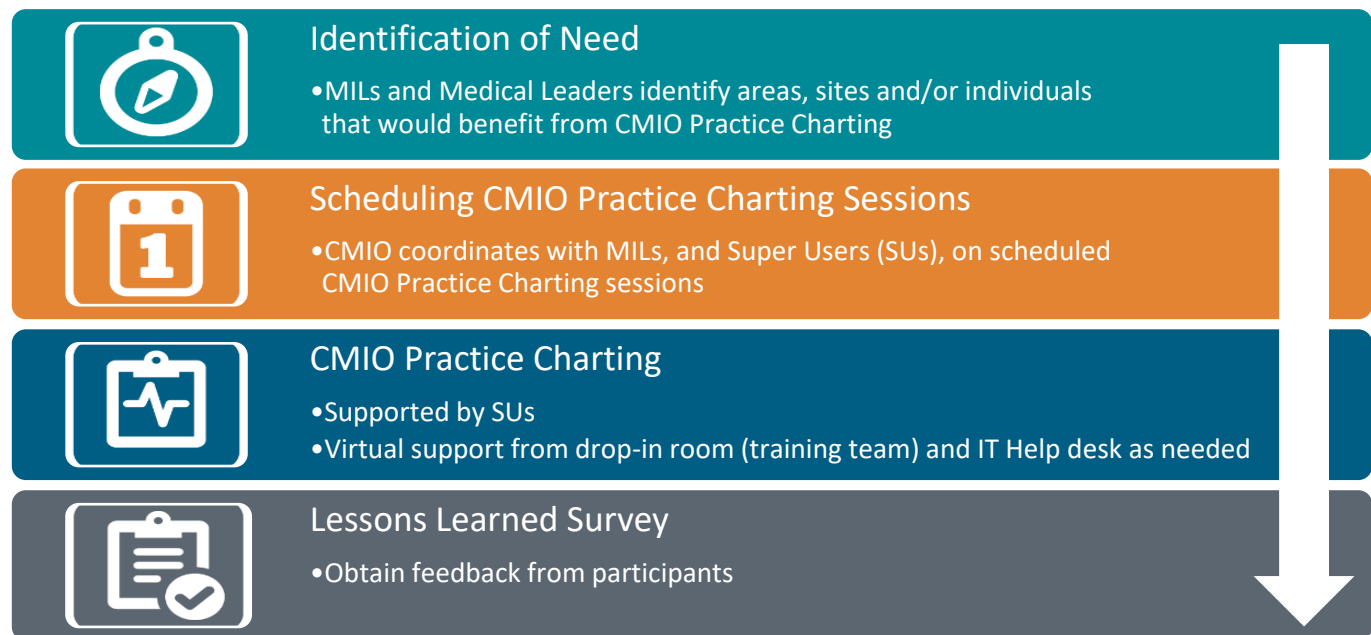 Identification of Need
•MILs and Medical Leaders identify areas, sites and/or individuals
that would benefit from CMIO Practice Charting
1
Scheduling CMIO Practice Charting Sessions
•CMIO coordinates with MILs, and Super Users (SUs), on scheduled
CMIO Practice Charting sessions
CMIO Practice Charting
•Supported by SUs
•Virtual support from drop-in room (training team) and IT Help desk as needed
Lessons Learned Survey
•Obtain feedback from participants